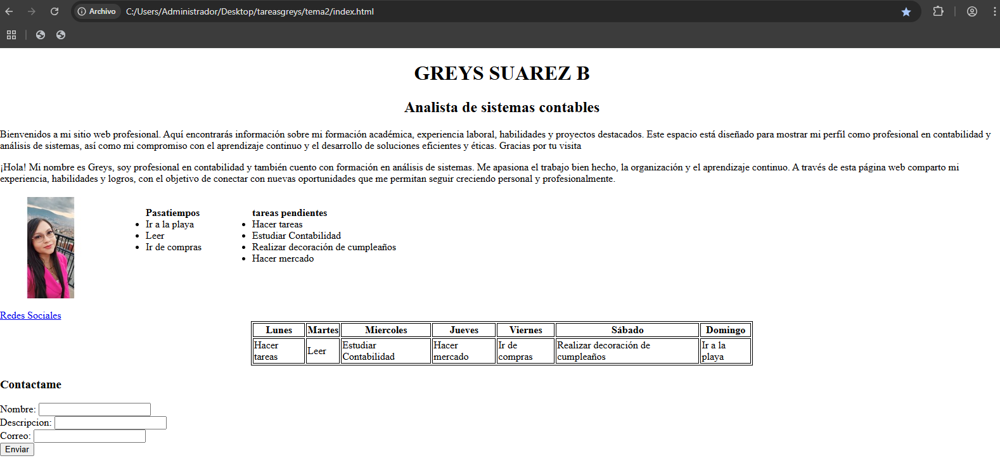 Archivo C:/Users/Administrador/Desktop/tareasgreys/tema2/index.html
GREYS SUAREZ B
Analista de sistemas contables
Bienvenidos a mi sitio web profesional. Aquí encontrarás información sobre mi formación académica, experiencia laboral, habilidades y proyectos destacados. Este espacio está diseñado para mostrar mi perfil como profesional en contabilidad y
análisis de sistemas, así como mi compromiso con el aprendizaje continuo y el desarrollo de soluciones eficientes y éticas. Gracias por tu visita
¡Hola! Mi nombre es Greys, soy profesional en contabilidad y también cuento con formación en análisis de sistemas. Me apasiona el trabajo bien hecho, la organización y el aprendizaje continuo. A través de esta página web comparto mi
experiencia, habilidades y logros, con el objetivo de conectar con nuevas oportunidades que me permitan seguir creciendo personal y profesionalmente.
Pasatiempos
Ir a la playa
Leer
Ir de compras
tareas pendientes
Hacer tareas
Estudiar Contabilidad
Realizar decoración de cumpleaños
Hacer mercado
Redes Sociales
Lunes Martes Miercoles Jueves Viernes Sábado Domingo
Hacer tareas Leer Estudiar Contabilidad Hacer mercado Ir de compras Realizar decoración de cumpleaños Ir a la playa
Contactame
Nombre:
Descripcion:
Correo:
Enviar